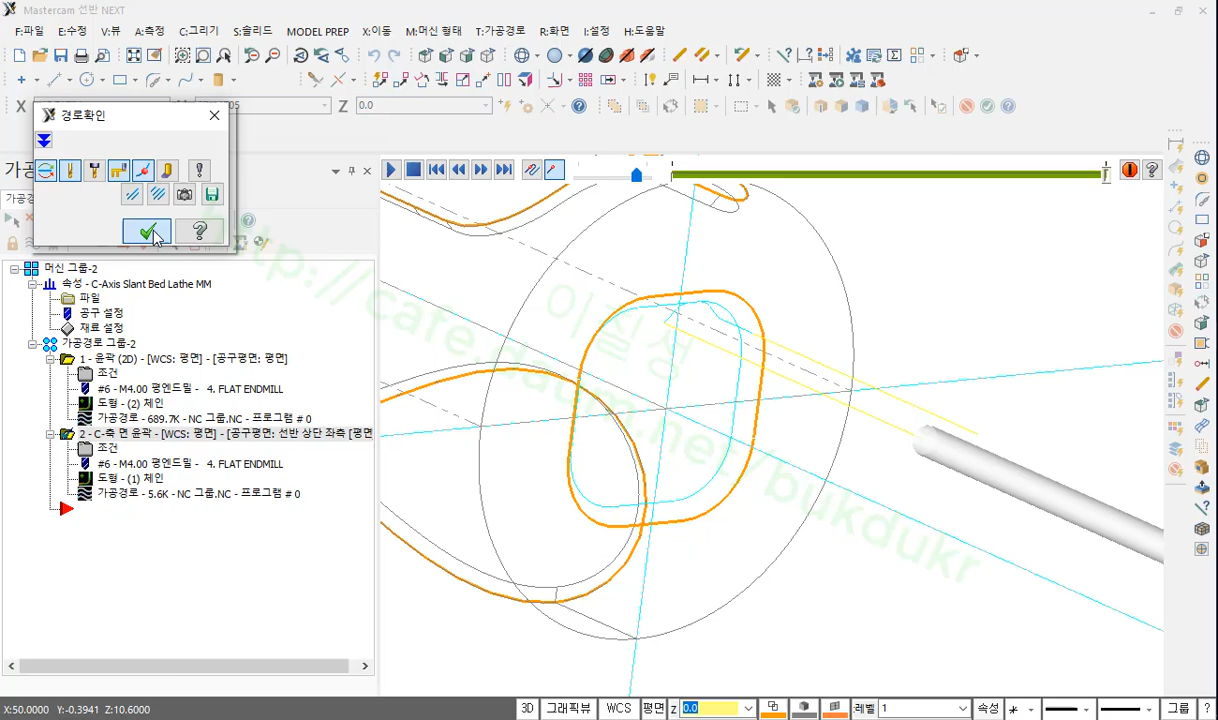 Mastercam 선반 NEXT
F:파일 E:수정 V:뷰 A:측정 C:그리기 S:솔리드 MODEL PREP X:이동 M:머신 형태 T:가공경로 R:화면 I:설정 H:도움말
X Z 0.0
경로확인
머신 그룹-2
속성 - C-Axis Slant Bed Lathe MM
파일
공구 설정
재료 설정
가공경로 그룹-2
1 - 윤곽 (2D) - [WCS: 평면] - [공구평면: 평면]
조건
#6 - M4.00 평엔드밀 - 4. FLAT ENDMILL
도형 - (2) 체인
가공경로 - 689.7K - NC 그룹.NC - 프로그램 # 0
2 - C-축 면 윤곽 - [WCS: 평면] - [공구평면: 선반 상단 좌측 [평면
조건
#6 - M4.00 평엔드밀 - 4. FLAT ENDMILL
도형 - (1) 체인
가공경로 - 5.6K - NC 그룹.NC - 프로그램 # 0
이철성
http://cafe.daum.net/bukdukr
X:50.0000 Y:-0.3941 Z:10.6000
3D 그래픽뷰 WCS 평면 Z 0.0 레벨 1 속성 그룹 ?